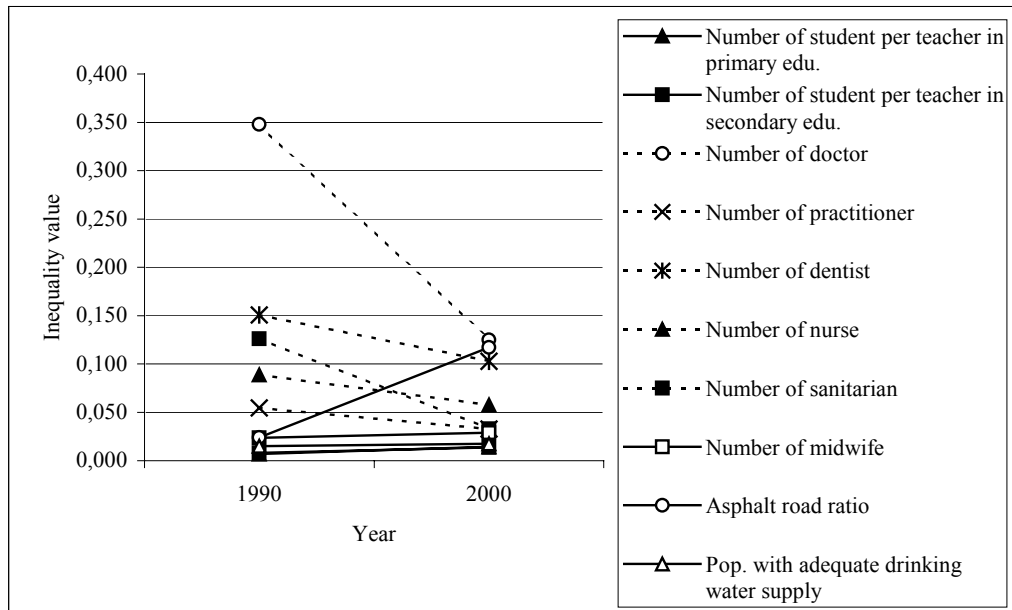 0,400
0,350
0,300
0,250
0,200
0,150
0,100
0,050
0,000
Inequality value
1990
2000
Year
Number of student per teacher in
primary edu.
Number of student per teacher in
secondary edu.
Number of doctor
Number of practitioner
Number of dentist
Number of nurse
Number of sanitarian
Number of midwife
Asphalt road ratio
Pop. with adequate drinking
water supply